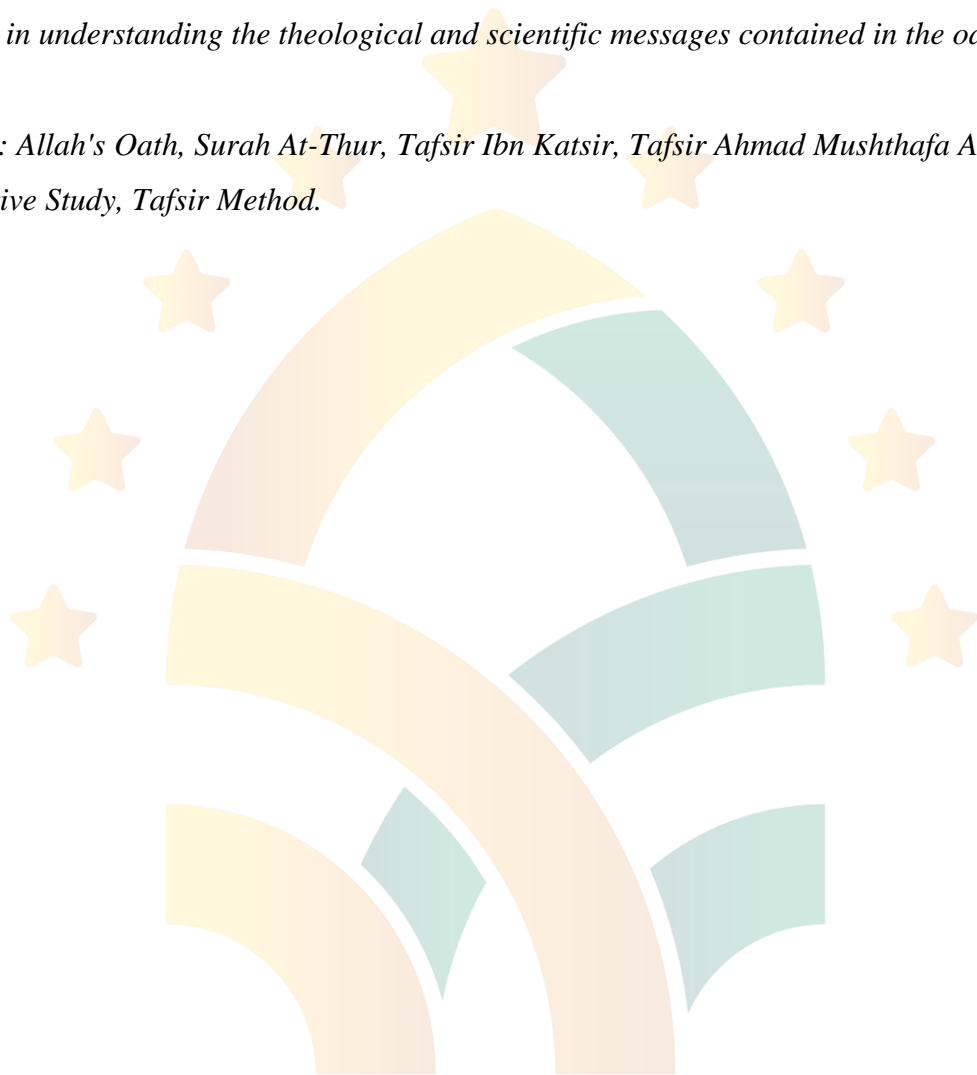 in understanding the theological and scientific messages contained in the
: Allah's Oath, Surah At-Thur, Tafsir Ibn Katsir, Tafsir Ahmad Mushthafa
ive Study, Tafsir Method.